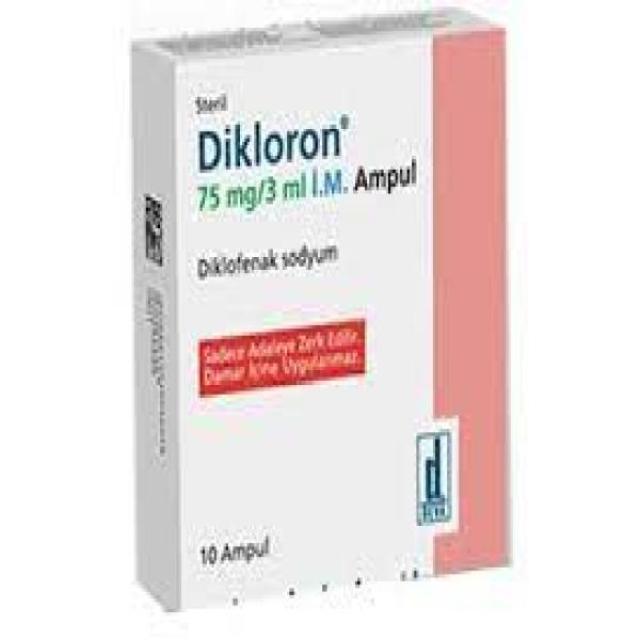 Steril
Dikloron®
75 mg/3 ml I.M. Ampul
Diklofenak sodyum
Sadece Adaleye Zerk Edilir.
Damar İçine Uygulanmaz.
10 Ampul